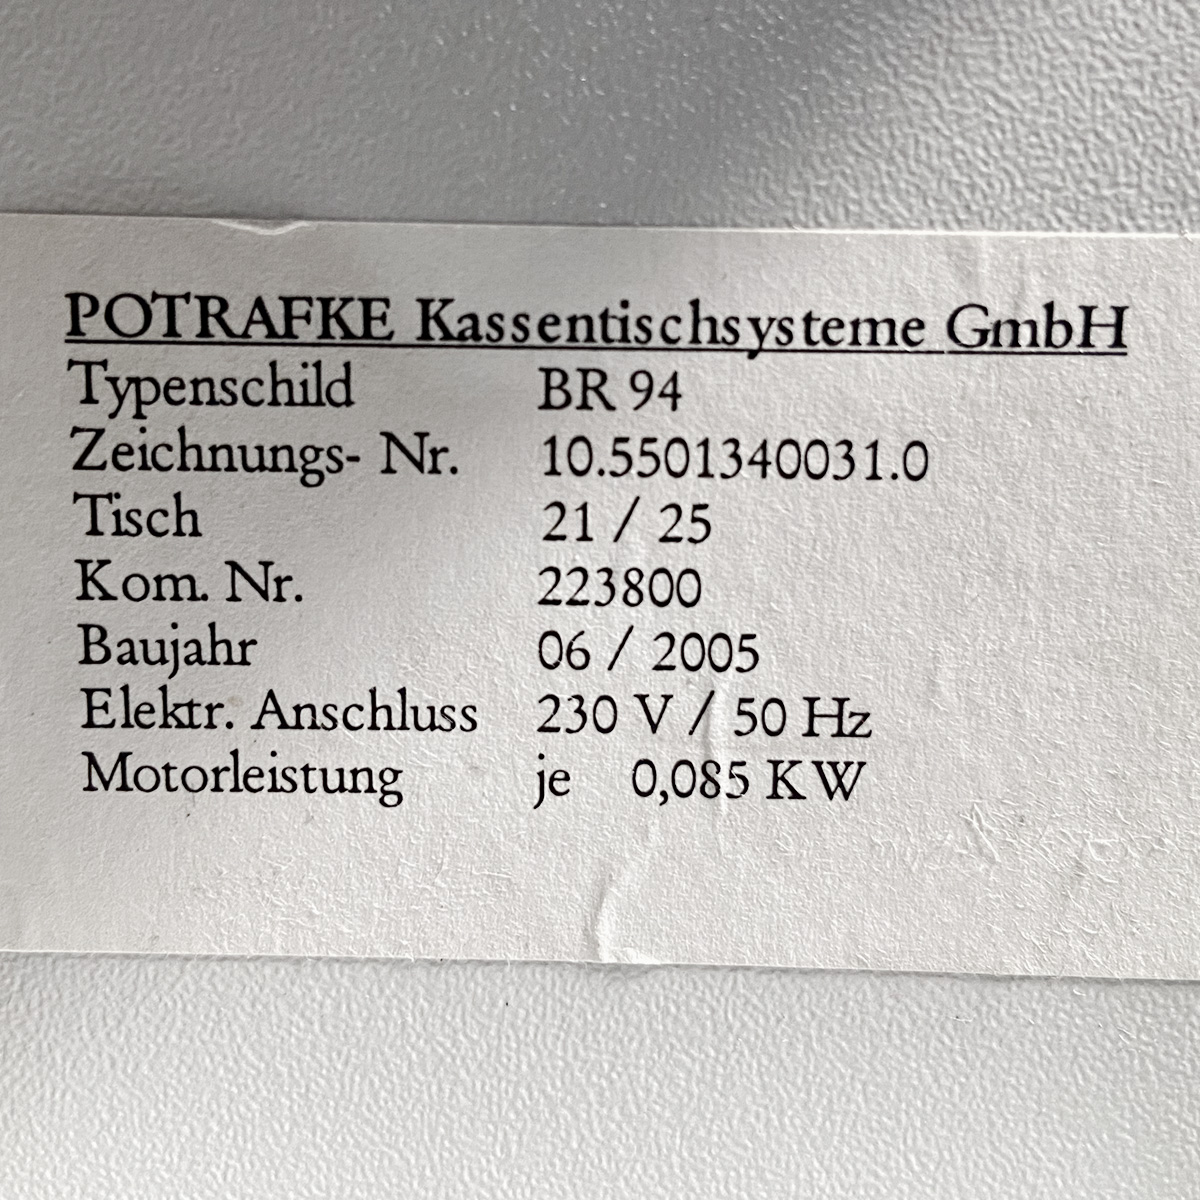 POTRAFKE Kassentischsysteme GmbH
Typenschild BR 94
Zeichnungs- Nr. 10.5501340031.0
Tisch 21 / 25
Kom. Nr. 223800
Baujahr 06 / 2005
Elektr. Anschluss 230 V / 50 Hz
Motorleistung je 0,085 KW